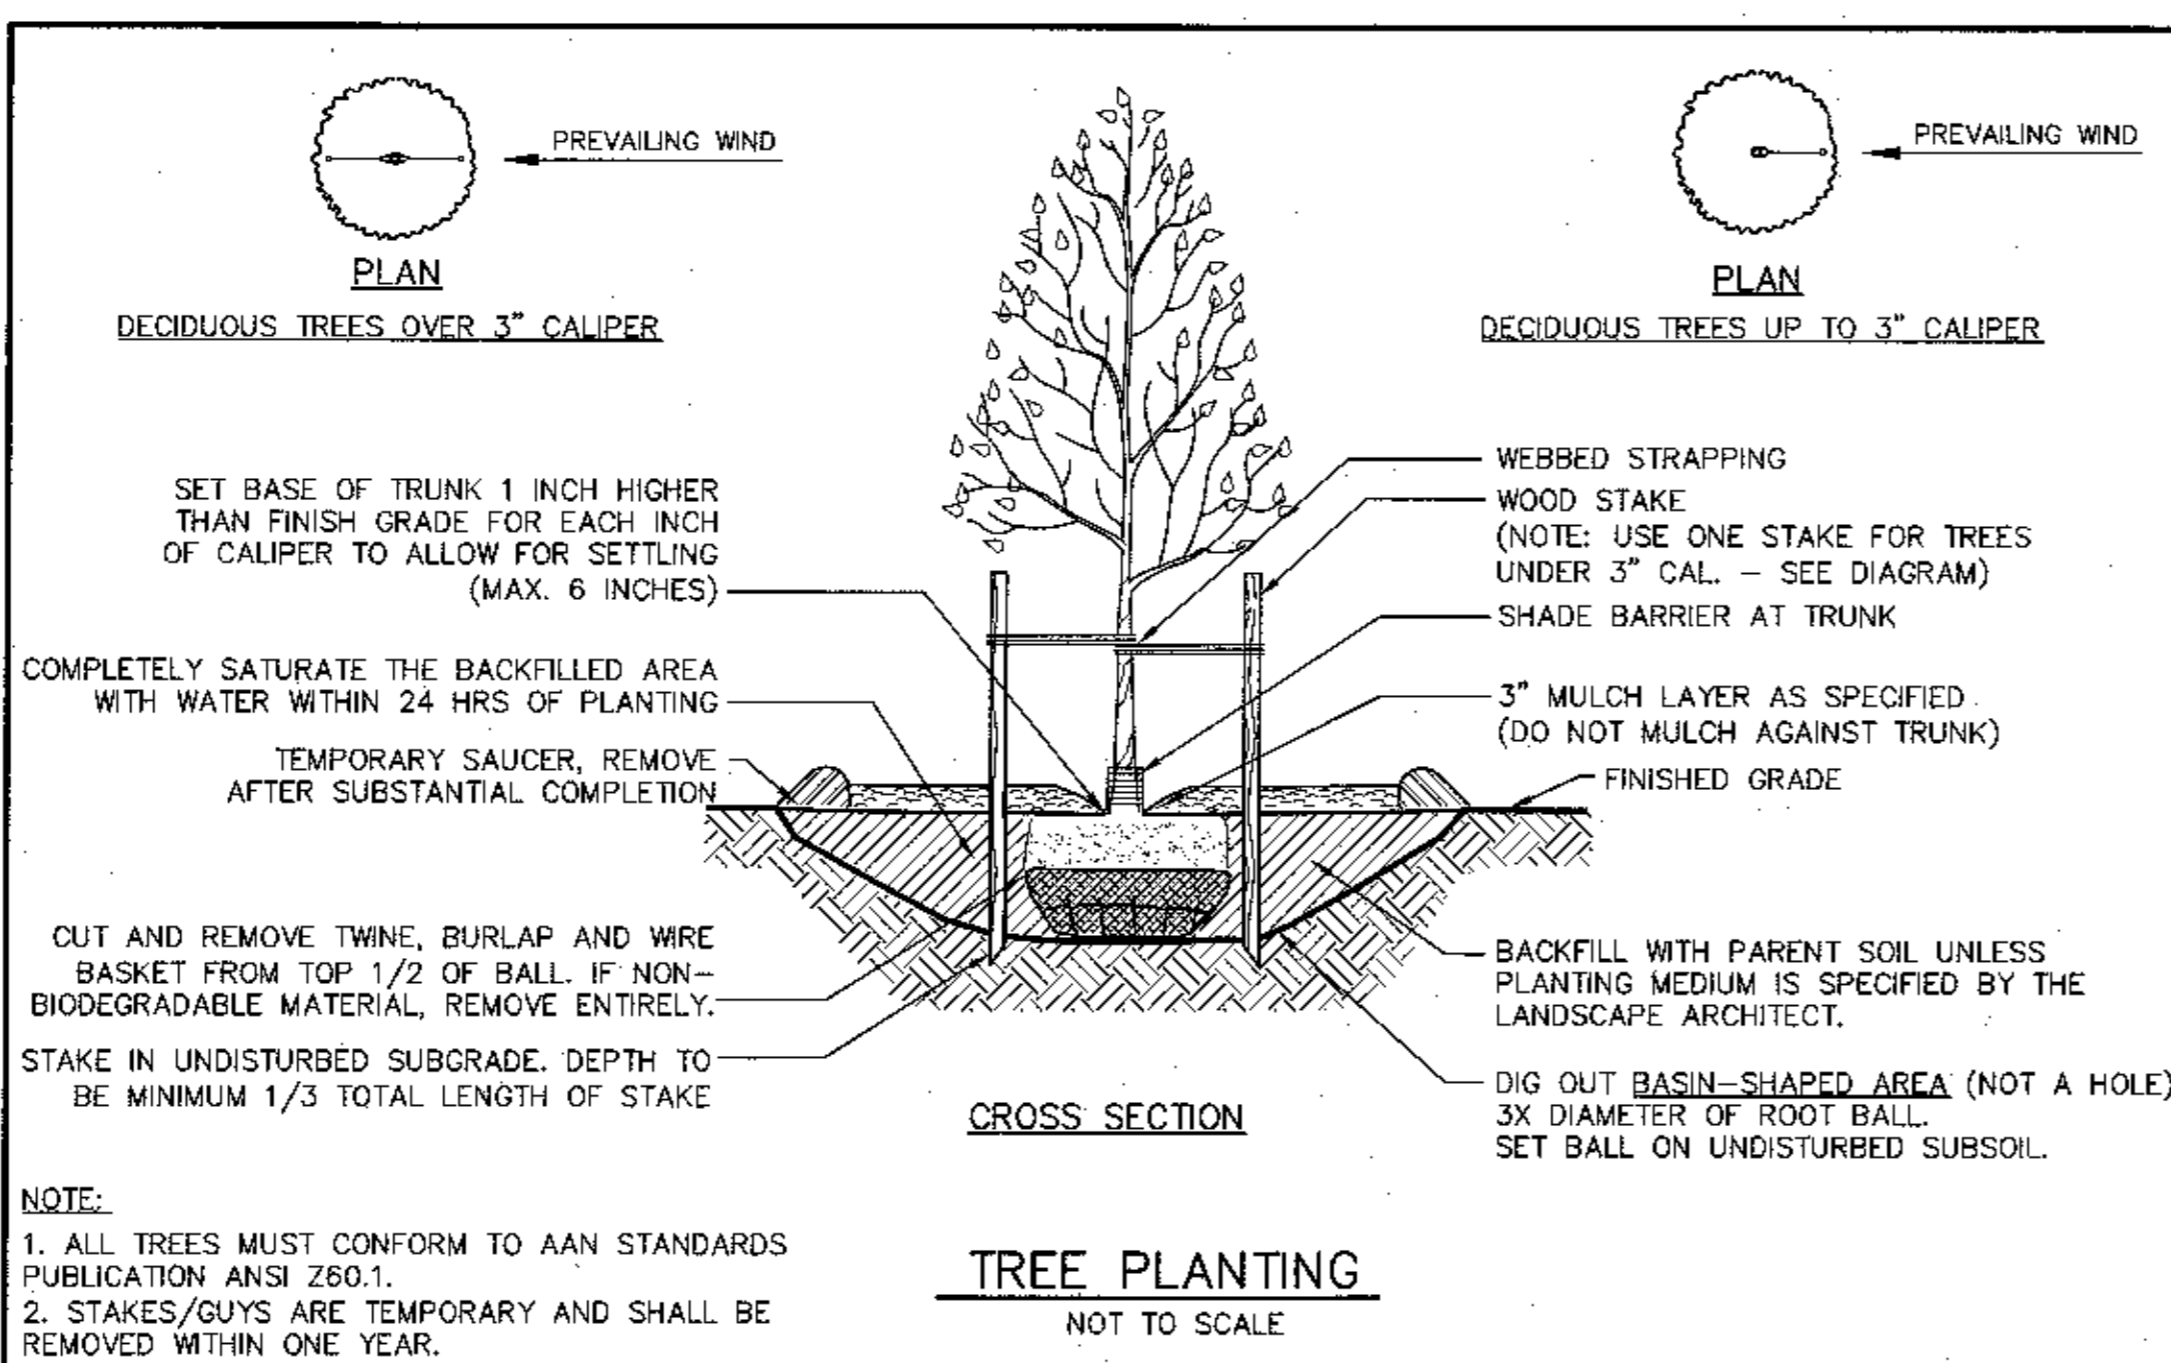 PREVAILING WIND
PLAN
DECIDUOUS TREES OVER 3" CALIPER
PREVAILING WIND
PLAN
DECIDUOUS TREES UP TO 3" CALIPER
SET BASE OF TRUNK 1 INCH HIGHER
THAN FINISH GRADE FOR EACH INCH
OF CALIPER TO ALLOW FOR SETTLING
(MAX. 6 INCHES)
COMPLETELY SATURATE THE BACKFILLED AREA
WITH WATER WITHIN 24 HRS OF PLANTING
TEMPORARY SAUCER, REMOVE
AFTER SUBSTANTIAL COMPLETION
CUT AND REMOVE TWINE, BURLAP AND WIRE
BASKET FROM TOP 1/2 OF BALL. IF NON-
BIODEGRADABLE MATERIAL, REMOVE ENTIRELY.
STAKE IN UNDISTURBED SUBGRADE. DEPTH TO
BE MINIMUM 1/3 TOTAL LENGTH OF STAKE
WEBBED STRAPPING
WOOD STAKE
(NOTE: USE ONE STAKE FOR TREES
UNDER 3" CAL. – SEE DIAGRAM)
SHADE BARRIER AT TRUNK
3" MULCH LAYER AS SPECIFIED
(DO NOT MULCH AGAINST TRUNK)
FINISHED GRADE
BACKFILL WITH PARENT SOIL UNLESS
PLANTING MEDIUM IS SPECIFIED BY THE
LANDSCAPE ARCHITECT.
DIG OUT BASIN-SHAPED AREA (NOT A HOLE)
3X DIAMETER OF ROOT BALL.
SET BALL ON UNDISTURBED SUBSOIL.
CROSS SECTION
NOTE:
1. ALL TREES MUST CONFORM TO AAN STANDARDS
PUBLICATION ANSI Z60.1.
2. STAKES/GUYS ARE TEMPORARY AND SHALL BE
REMOVED WITHIN ONE YEAR.
TREE PLANTING
NOT TO SCALE